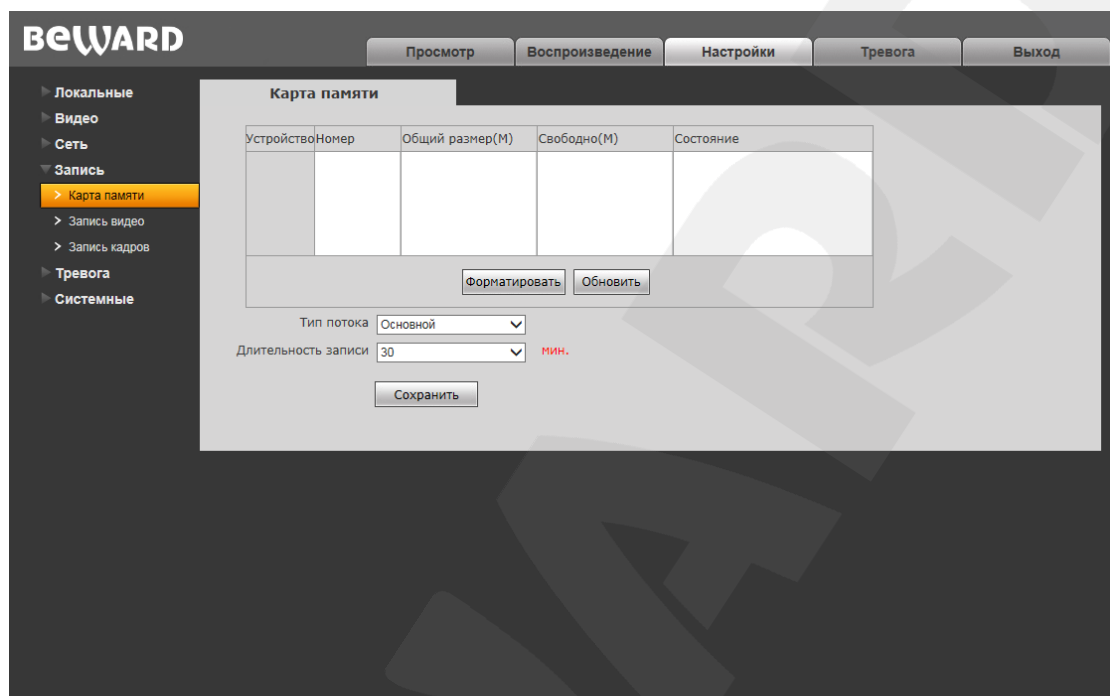 BEWARD
Просмотр Воспроизведение Настройки Тревога Выход
Локальные
Видео
Сеть
Запись
> Карта памяти
> Запись видео
> Запись кадров
Тревога
Системные
Карта памяти
Устройство Номер Общий размер(М) Свободно(М) Состояние
Форматировать Обновить
Тип потока Основной
Длительность записи 30 мин.
Сохранить